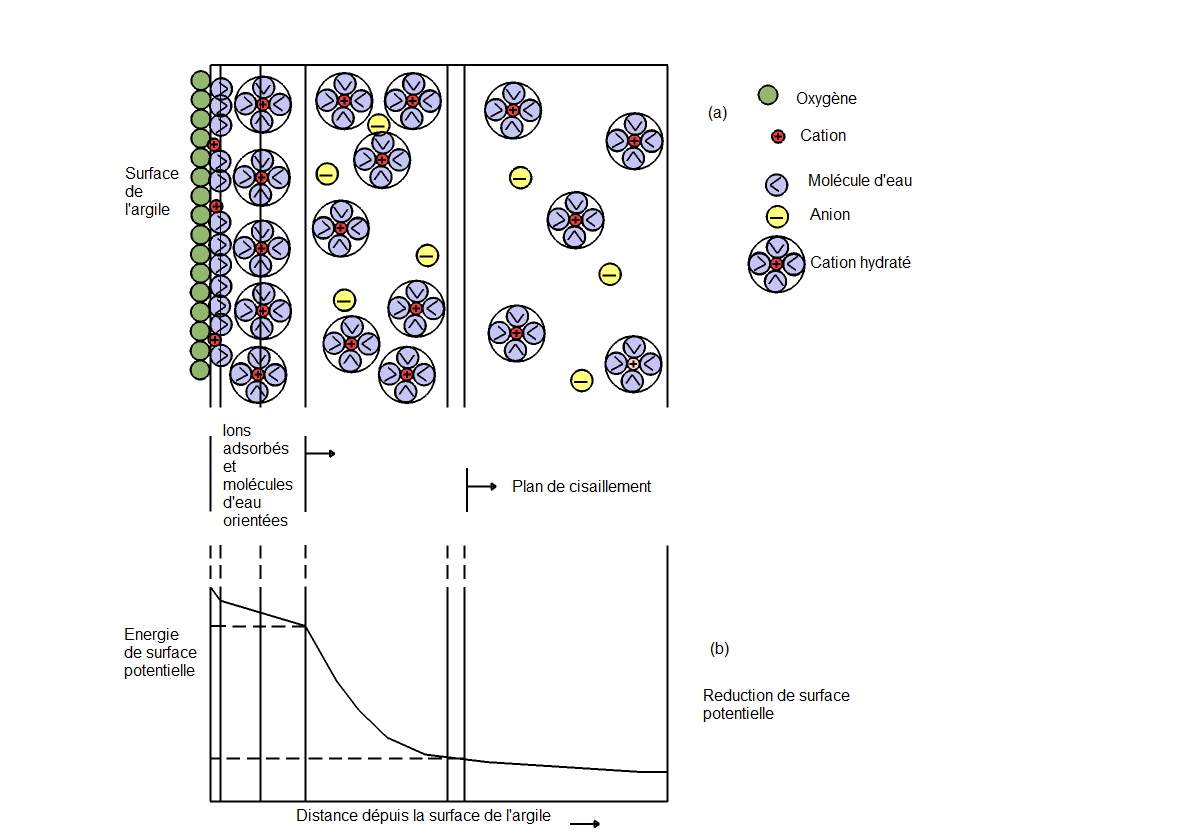 (a)
Oxygène
Cation
Molécule d'eau
Anion
Cation hydraté
Surface
de
l'argile
Ions
adsorbés
et
molécules
d'eau
orientées
Plan de cisaillement
Energie
de surface
potentielle
(b)
Reduction de surface
potentielle
Distance dépuis la surface de l'argile